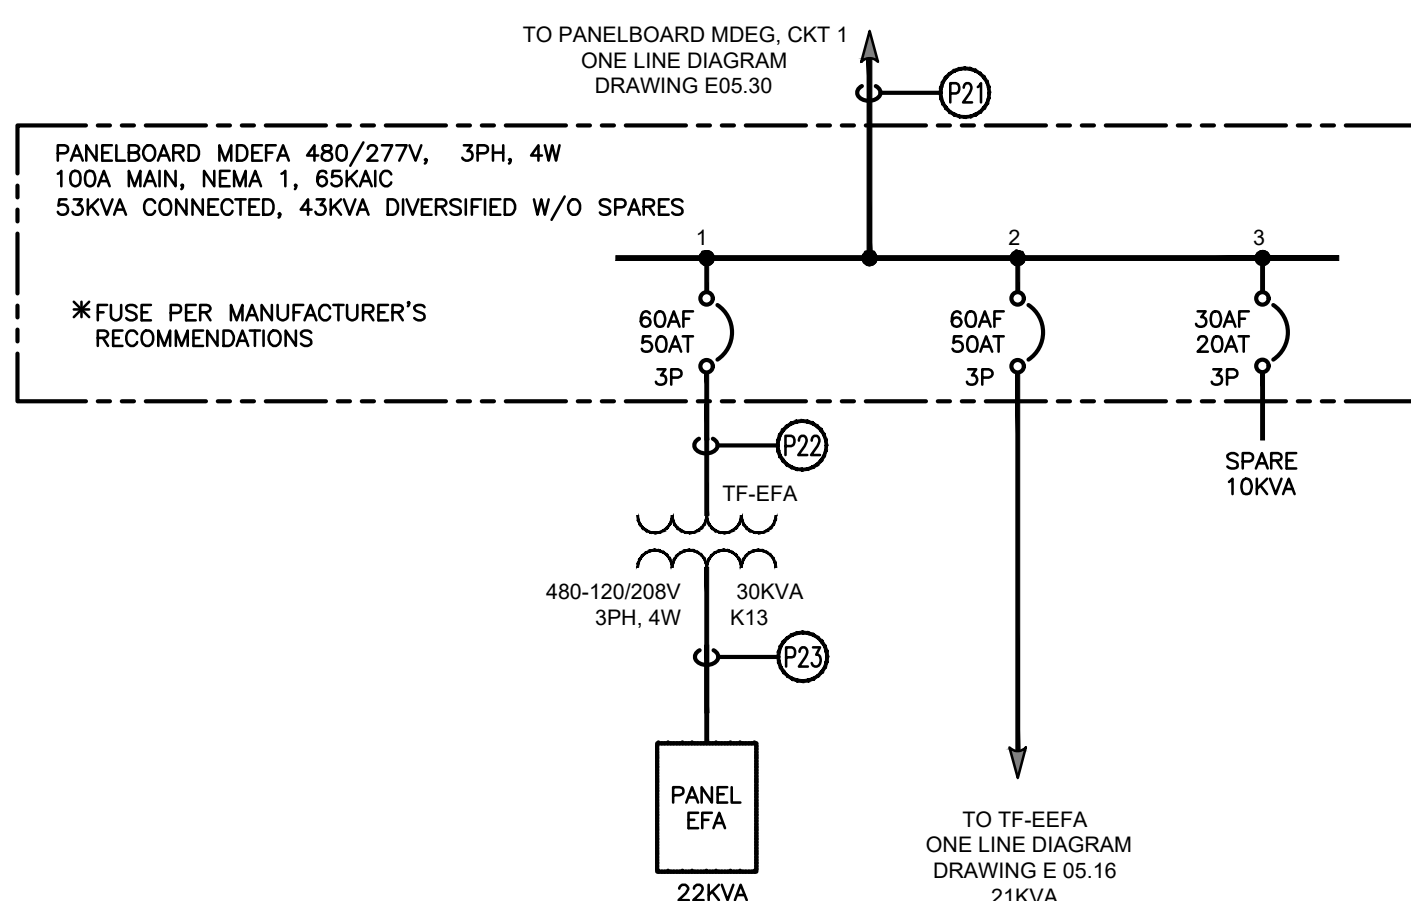 TO PANELBOARD MDEG, CKT 1
ONE LINE DIAGRAM
DRAWING E05.30
P21
PANELBOARD MDEFA 480/277V, 3PH, 4W
100A MAIN, NEMA 1, 65KAIC
53KVA CONNECTED, 43KVA DIVERSIFIED W/O SPARES
1
2
3
*FUSE PER MANUFACTURER'S
RECOMMENDATIONS
60AF
50AT
3P
60AF
50AT
3P
30AF
20AT
3P
P22
SPARE
10KVA
TF-EFA
480-120/208V
3PH, 4W
30KVA
K13
P23
PANEL
EFA
22KVA
TO TF-EEFA
ONE LINE DIAGRAM
DRAWING E 05.16
21KVA